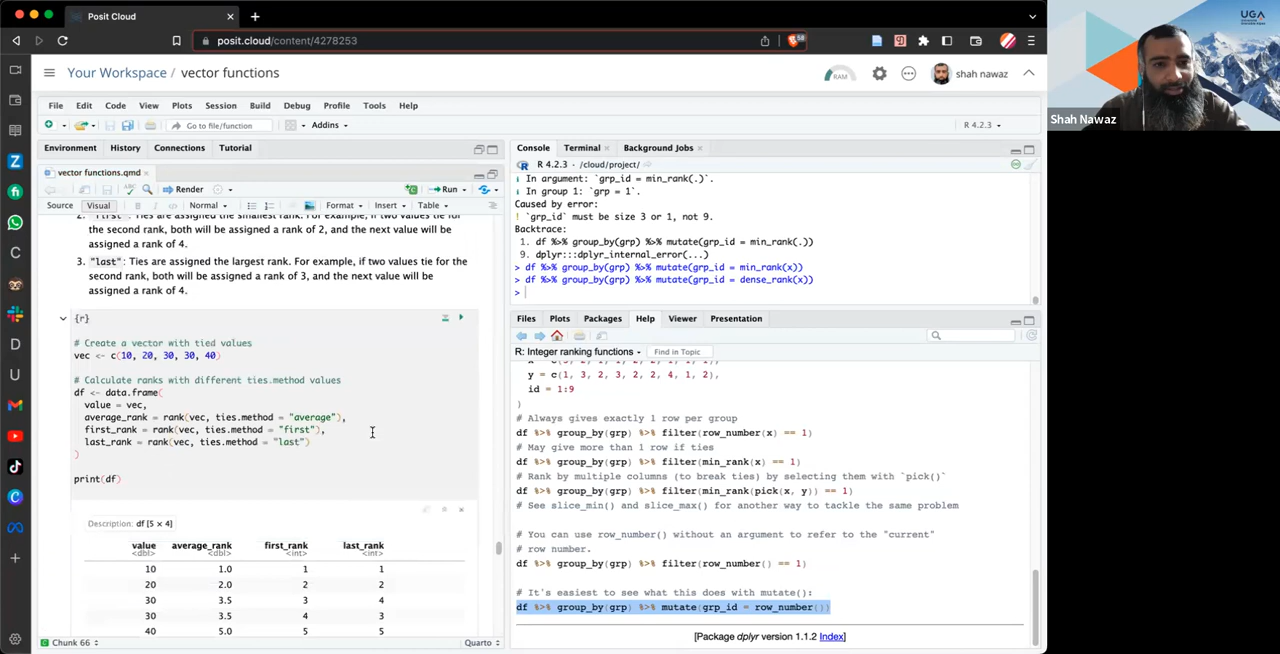 Posit Cloud
posit.cloud/content/4278253
58
Your Workspace / vector functions
RAM
shah nawaz
File Edit Code View Plots Session Build Debug Profile Tools Help
Go to file/function
Addins
R 4.2.3
Environment History Connections Tutorial
vector functions.qmd
Render
Run
Source Visual B I Normal Format Insert Table
the second rank, both will be assigned a rank of 2, and the next value will be
assigned a rank of 4.
3. "last": Ties are assigned the largest rank. For example, if two values tie for the
second rank, both will be assigned a rank of 3, and the next value will be
assigned a rank of 4.
{r}
# Create a vector with tied values
vec <- c(10, 20, 30, 30, 40)
# Calculate ranks with different ties.method values
df <- data.frame(
value = vec,
average_rank = rank(vec, ties.method = "average"),
first_rank = rank(vec, ties.method = "first"),
last_rank = rank(vec, ties.method = "last")
)
print(df)
Description: df [5 × 4]
value average_rank first_rank last_rank
<dbl> <dbl> <int> <int>
10 1.0 1 1
20 2.0 2 2
30 3.5 3 4
30 3.5 4 3
40 5.0 5 5
Chunk 66
Quarto
Console Terminal Background Jobs
R 4.2.3 · /cloud/project/
i In argument: `grp_id = min_rank(.)`.
i In group 1: `grp = 1`.
Caused by error:
! `grp_id` must be size 3 or 1, not 9.
Backtrace:
1. df %>% group_by(grp) %>% mutate(grp_id = min_rank(.))
9. dplyr:::dplyr_internal_error(...)
> df %>% group_by(grp) %>% mutate(grp_id = min_rank(x))
> df %>% group_by(grp) %>% mutate(grp_id = dense_rank(x))
>
Files Plots Packages Help Viewer Presentation
R: Integer ranking functions
Find in Topic
y = c(1, 3, 2, 3, 2, 2, 4, 1, 2),
id = 1:9
)
# Always gives exactly 1 row per group
df %>% group_by(grp) %>% filter(row_number(x) == 1)
# May give more than 1 row if ties
df %>% group_by(grp) %>% filter(min_rank(x) == 1)
# Rank by multiple columns (to break ties) by selecting them with `pick()`
df %>% group_by(grp) %>% filter(min_rank(pick(x, y)) == 1)
# See slice_min() and slice_max() for another way to tackle the same problem
# You can use row_number() without an argument to refer to the "current"
# row number.
df %>% group_by(grp) %>% filter(row_number() == 1)
# It's easiest to see what this does with mutate():
df %>% group_by(grp) %>% mutate(grp_id = row_number())
[Package dplyr version 1.1.2 Index]
UGA
Shah Nawaz